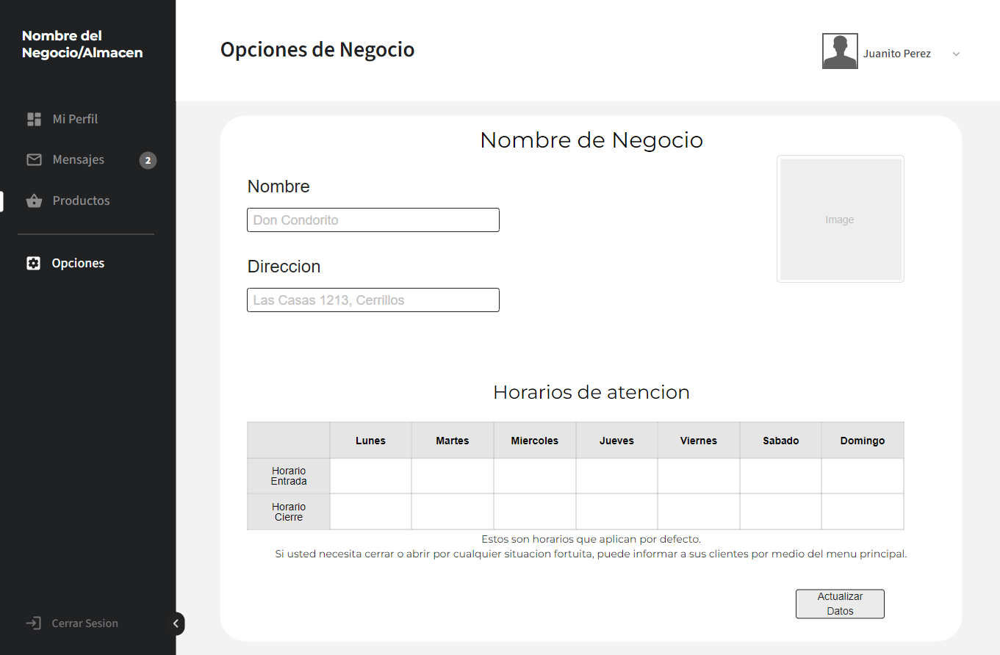 Nombre del
Negocio/Almacen
Mi Perfil
Mensajes 2
Productos
Opciones
Cerrar Sesion
Opciones de Negocio
Juanito Perez
Nombre de Negocio
Nombre
Don Condorito
Image
Direccion
Las Casas 1213, Cerrillos
Horarios de atencion
Lunes Martes Miercoles Jueves Viernes Sabado Domingo
Horario
Entrada
Horario
Cierre
Estos son horarios que aplican por defecto.
Si usted necesita cerrar o abrir por cualquier situacion fortuita, puede informar a sus clientes por medio del menu principal.
Actualizar
Datos